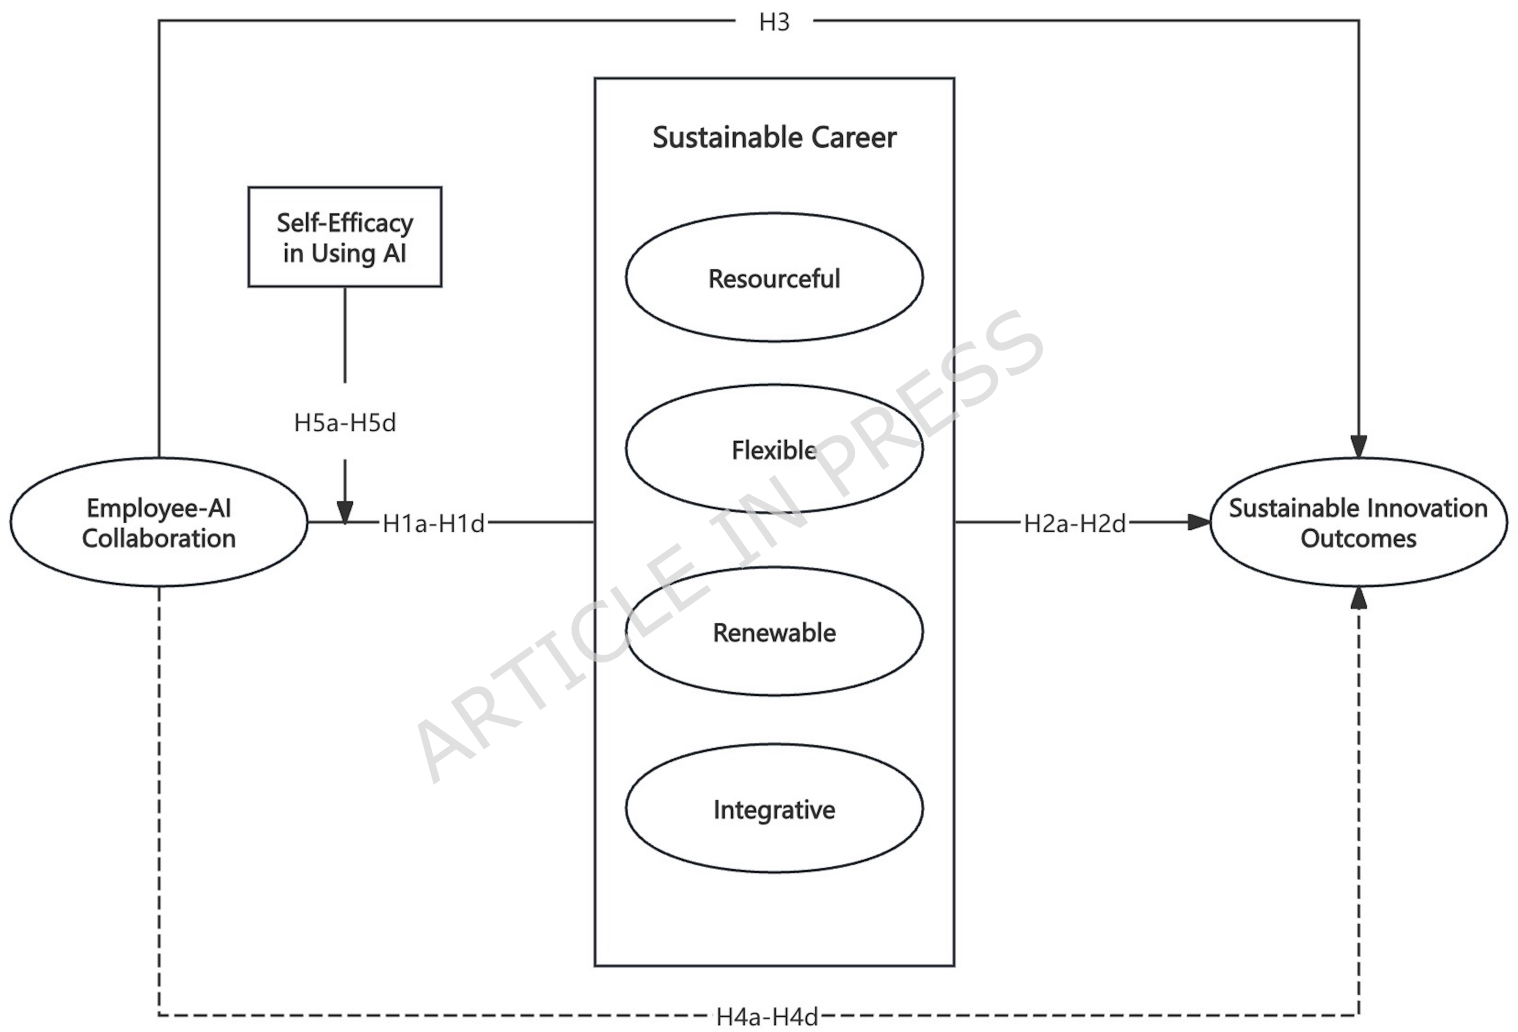 H3
Sustainable Career
Self-Efficacy
in Using AI
Resourceful
H5a-H5d
Flexible
Employee-AI
Collaboration
H1a-H1d
H2a-H2d
Sustainable Innovation
Outcomes
Renewable
Integrative
H4a-H4d
ARTICLE IN PRESS